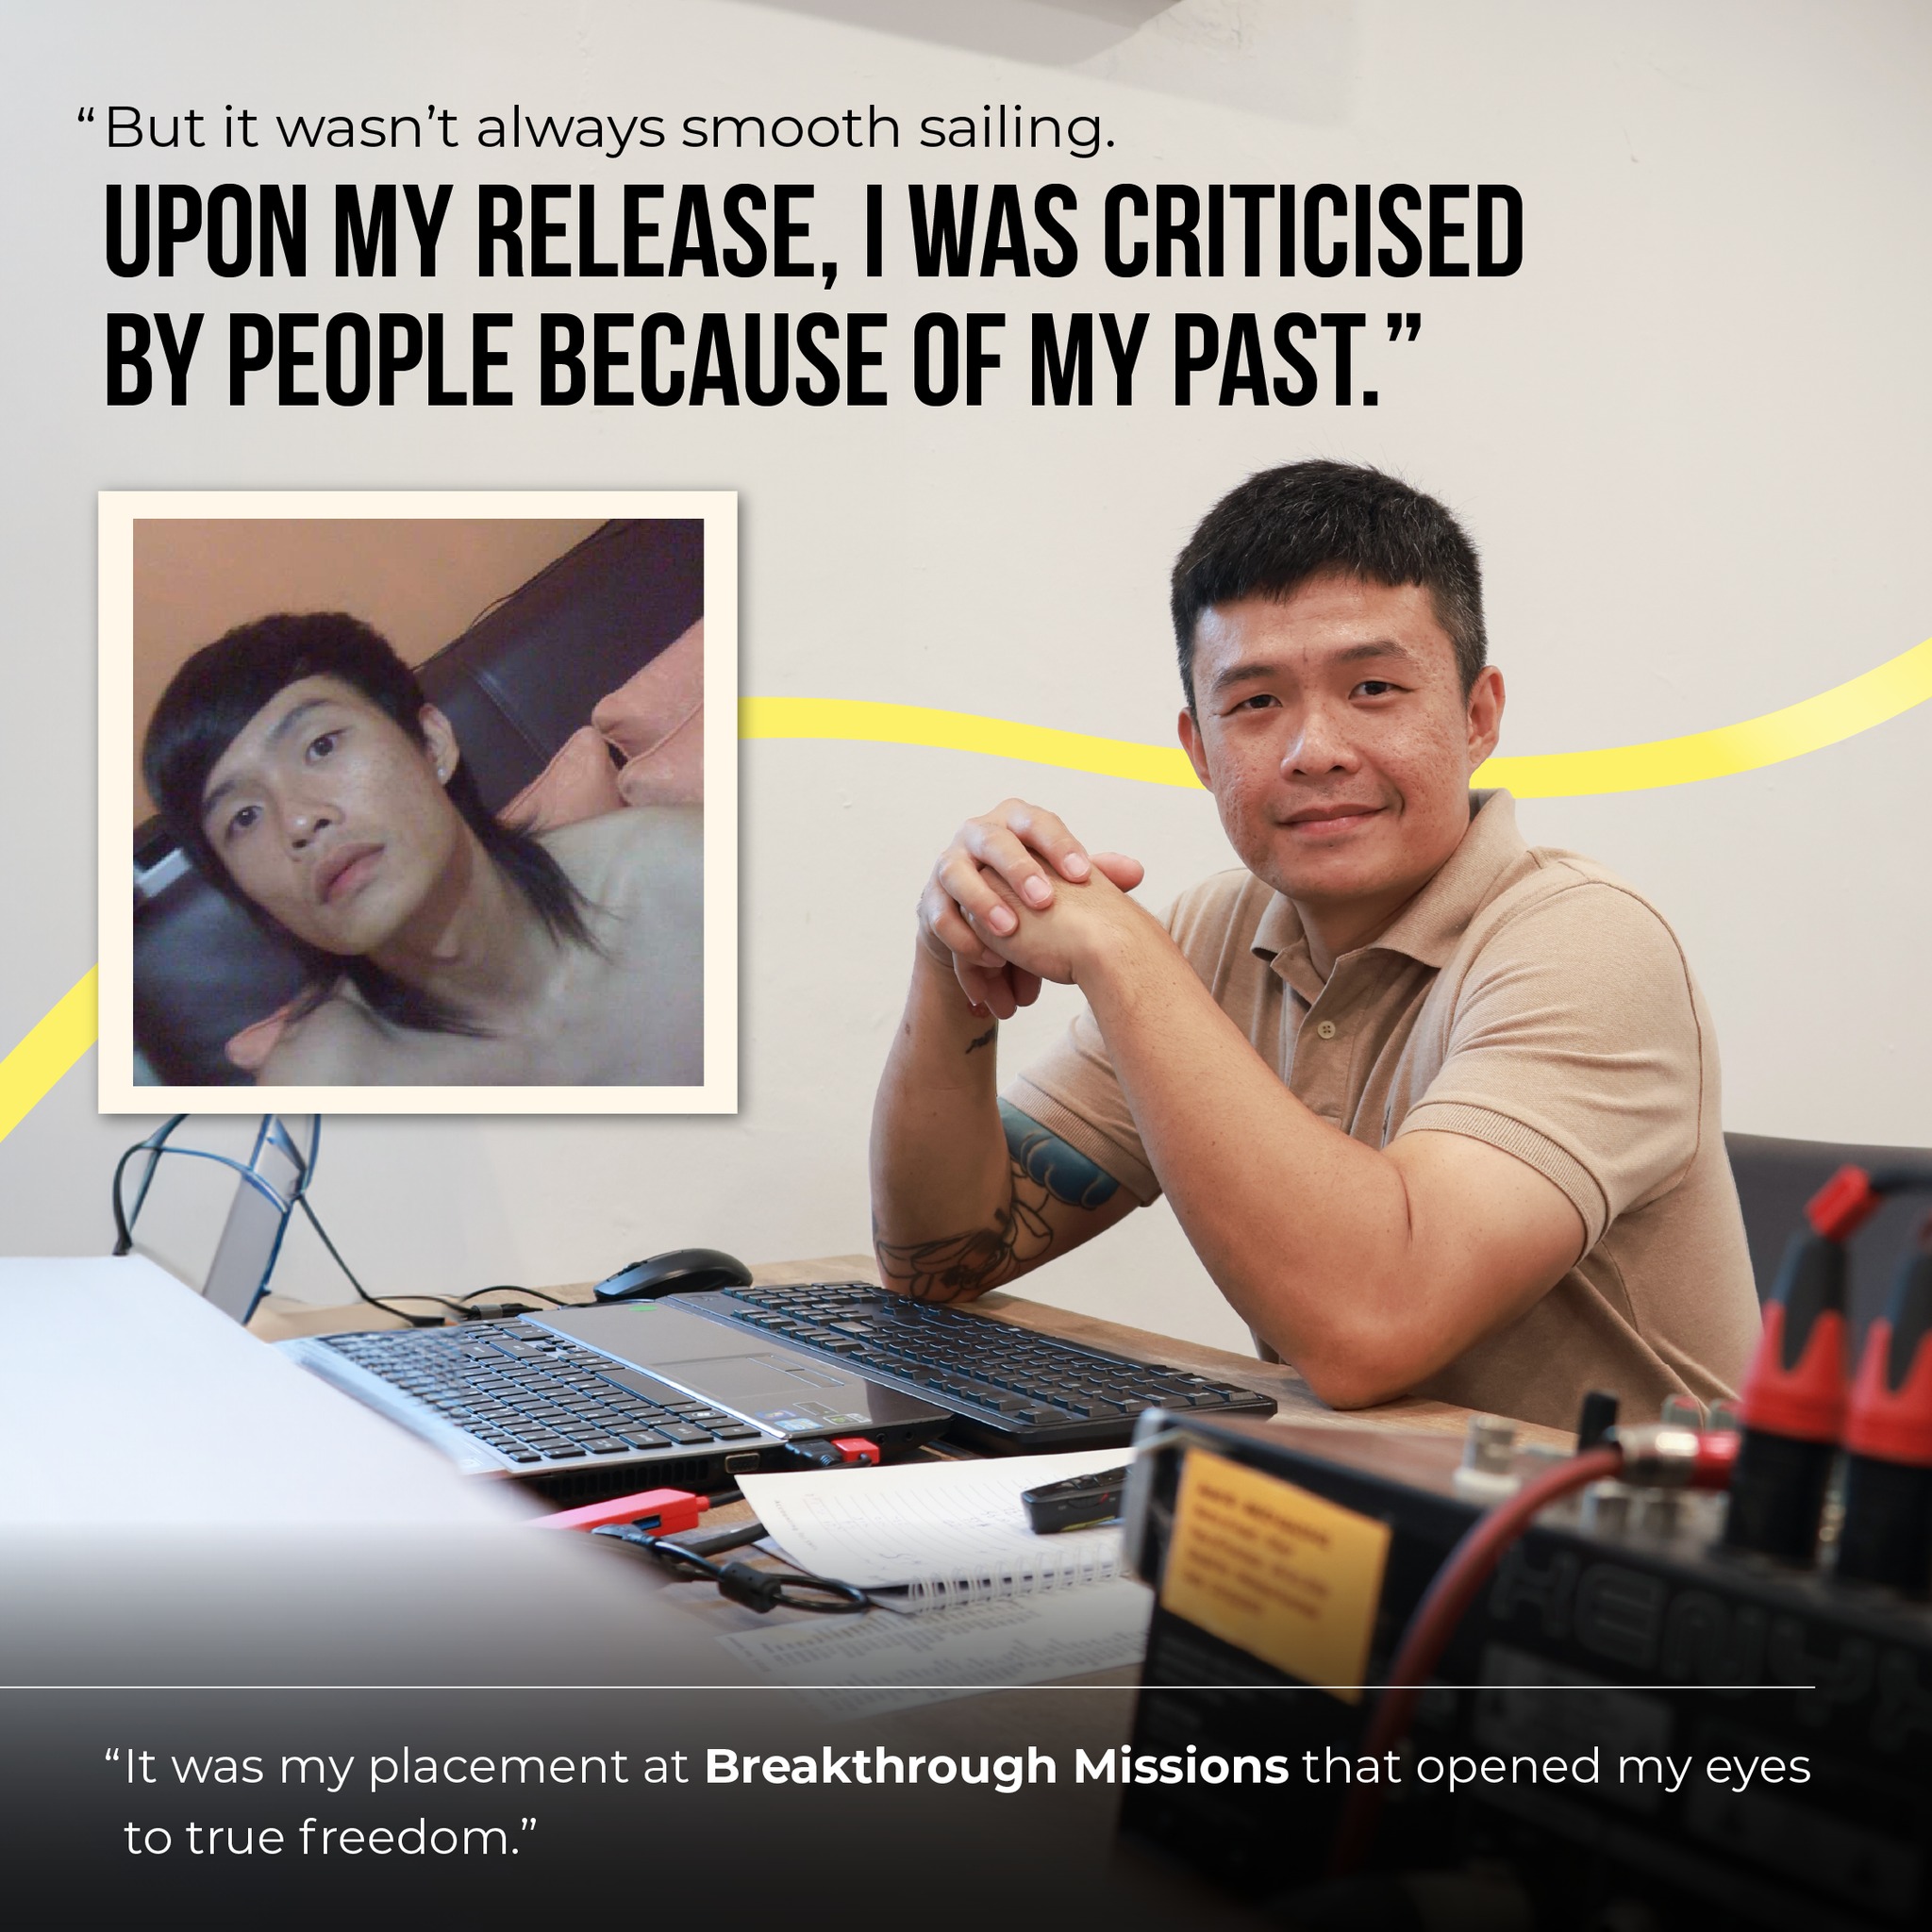 “But it wasn’t always smooth sailing.
UPON MY RELEASE, I WAS CRITICISED
BY PEOPLE BECAUSE OF MY PAST.”
“It was my placement at Breakthrough Missions that opened my eyes
to true freedom.”